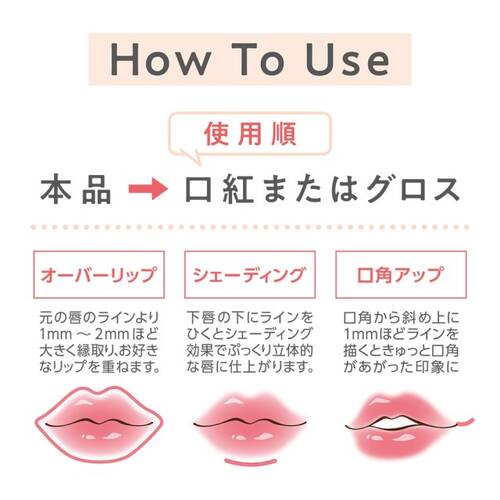 How To Use
使用順
本品 ➡ 口紅またはグロス
オーバーリップ
元の唇のラインより
1mm～2mmほど
大きく縁取り、お好き
なリップを重ねます。
シェーディング
下唇の下にラインを
ひくとシェーディング
効果でぷっくり立体的
な唇に仕上がります。
口角アップ
口角から斜め上に
1mmほどラインを
描くときゅっと口角
があがった印象に